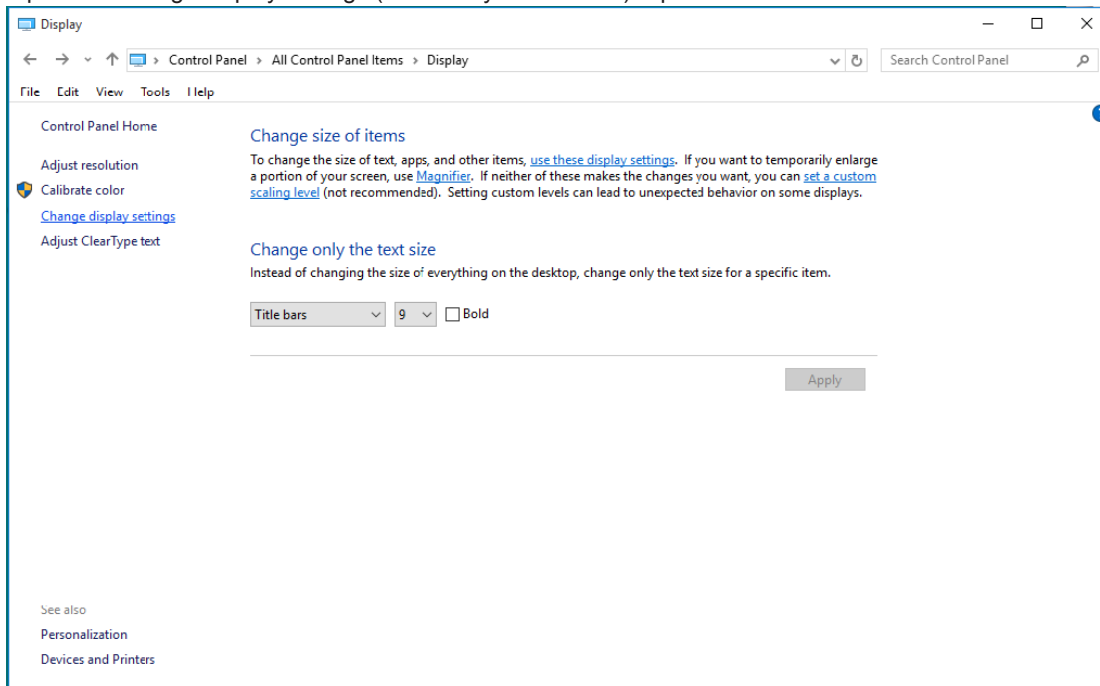 Display
Control Panel > All Control Panel Items > Display
Search Control Panel
File Edit View Tools Help
Control Panel Home
Adjust resolution
Calibrate color
Change display settings
Adjust ClearType text
Change size of items
To change the size of text, apps, and other items, use these display settings. If you want to temporarily enlarge
a portion of your screen, use Magnifier. If neither of these makes the changes you want, you can set a custom
scaling level (not recommended). Setting custom levels can lead to unexpected behavior on some displays.
Change only the text size
Instead of changing the size of everything on the desktop, change only the text size for a specific item.
Title bars 9 Bold
Apply
See also
Personalization
Devices and Printers